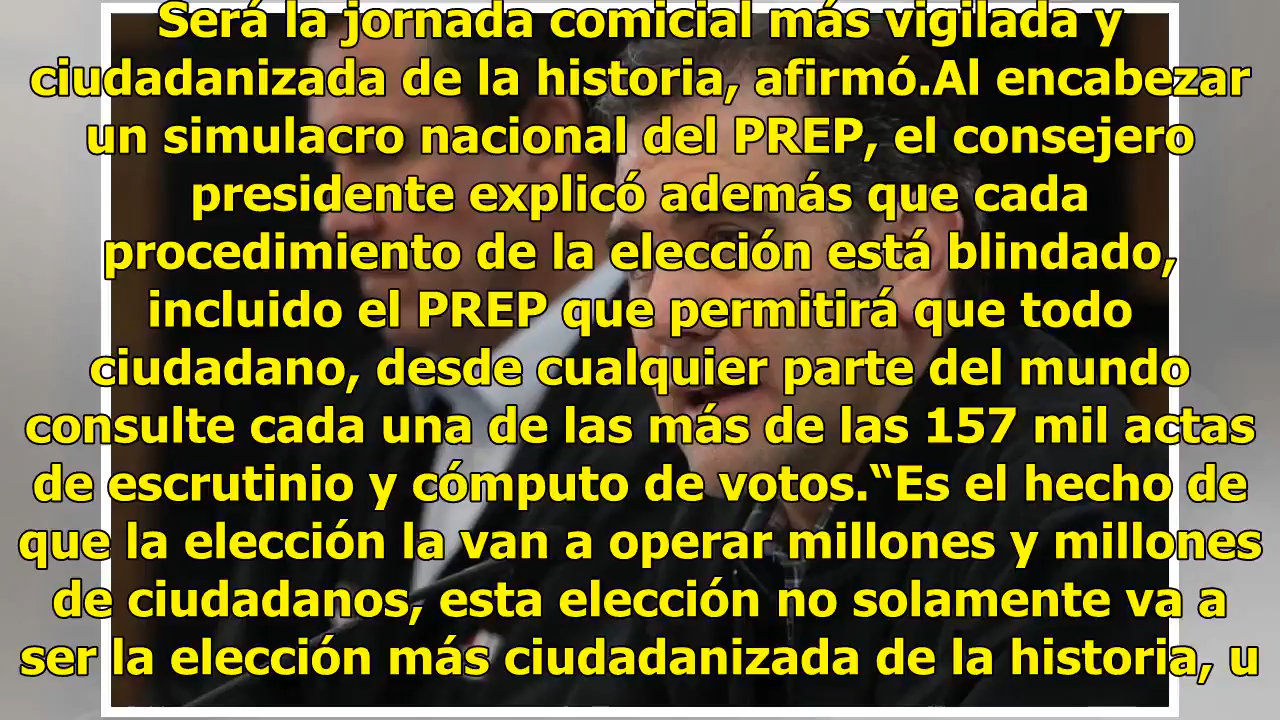 Será la jornada comicial más vigilada y
ciudadanizada de la historia, afirmó.Al encabezar
un simulacro nacional del PREP, el consejero
presidente explicó además que cada
procedimiento de la elección está blindado,
incluido el PREP que permitirá que todo
ciudadano, desde cualquier parte del mundo
consulte cada una de las más de las 157 mil actas
de escrutinio y cómputo de votos.“Es el hecho de
que la elección la van a operar millones y millones
de ciudadanos, esta elección no solamente va a
ser la elección más ciudadanizada de la historia, u